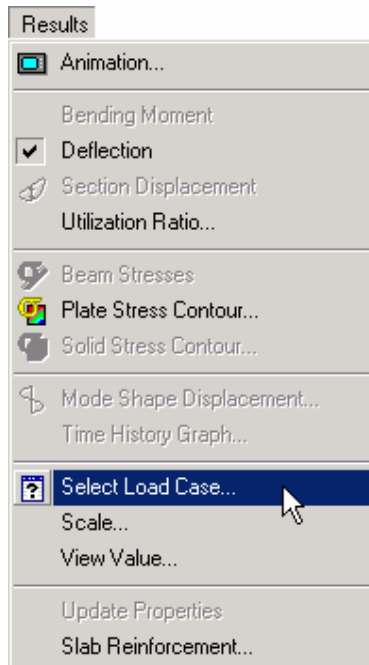 Results
Animation...
Bending Moment
Deflection
Section Displacement
Utilization Ratio...
Beam Stresses
Plate Stress Contour...
Solid Stress Contour...
Mode Shape Displacement...
Time History Graph...
Select Load Case...
Scale...
View Value...
Update Properties
Slab Reinforcement...